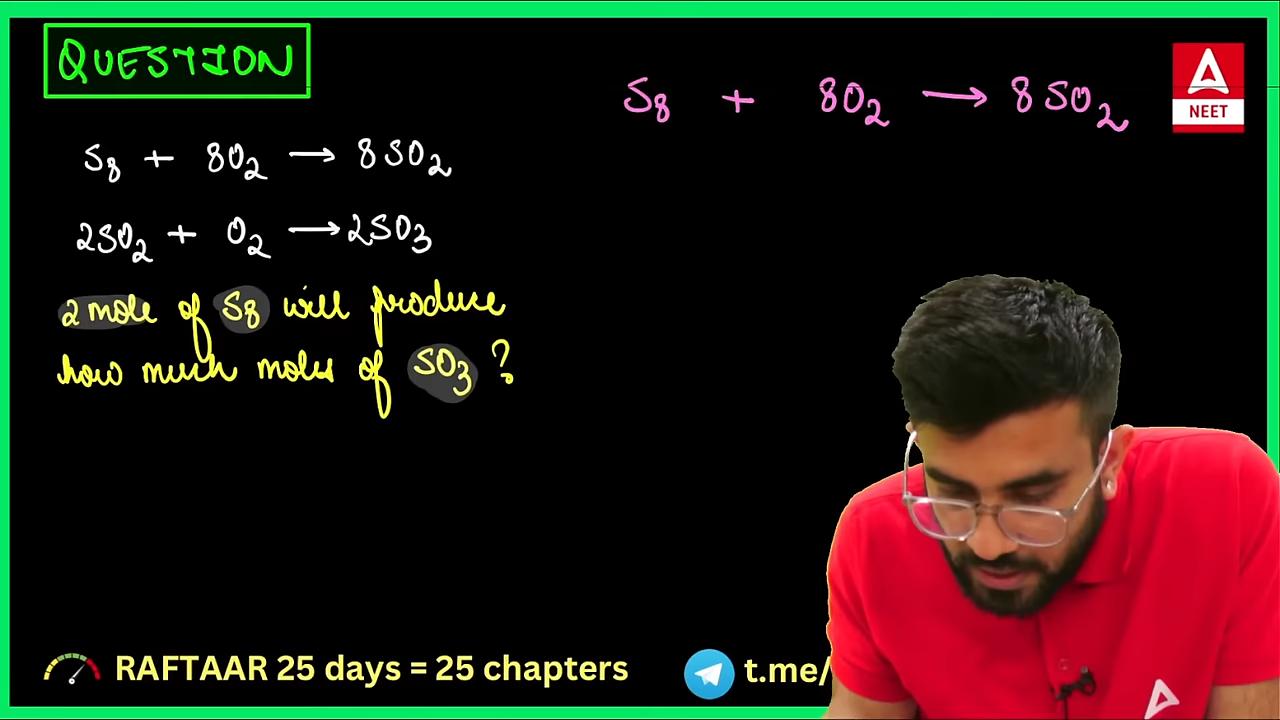 QUESTION
S₈ + 8O₂ → 8SO₂
NEET
S₈ + 8O₂ → 8SO₂
2SO₂ + O₂ → 2SO₃
2 mole of S₈ will produce
how much moles of SO₃ ?
RAFTAAR 25 days = 25 chapters
t.me/